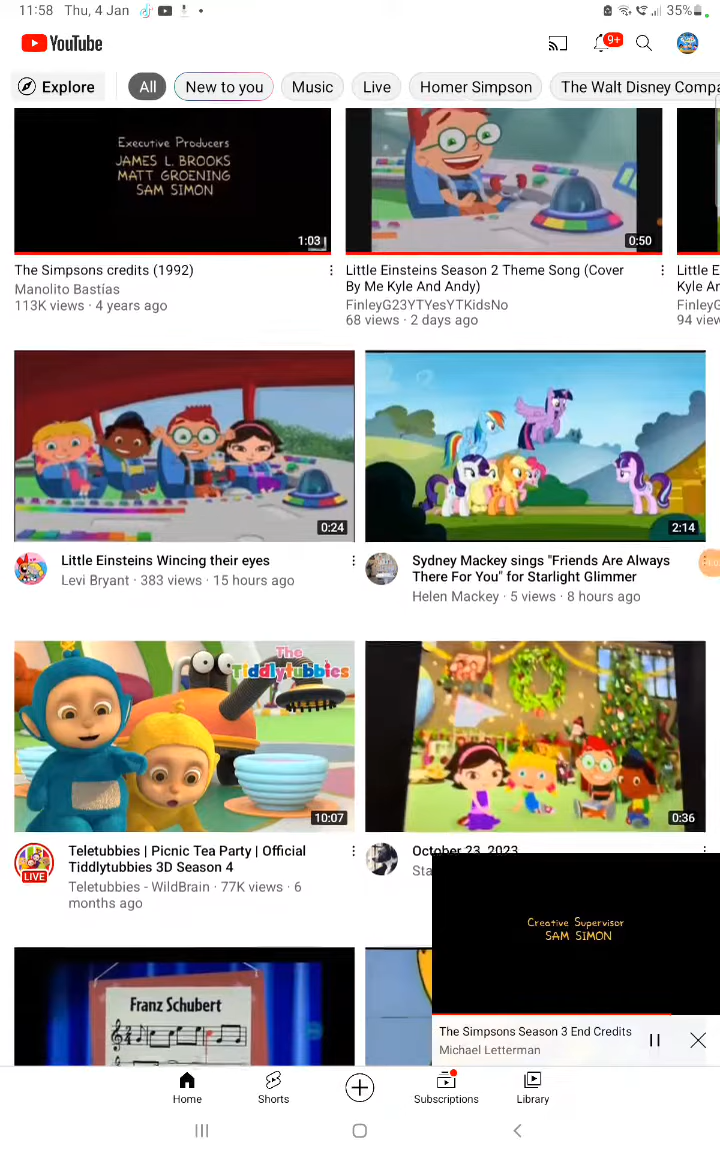 11:58 Thu, 4 Jan
35%
YouTube
9+
Explore
All
New to you
Music
Live
Homer Simpson
The Walt Disney Compa
Executive Producers
JAMES L. BROOKS
MATT GROENING
SAM SIMON
1:03
0:50
The Simpsons credits (1992)
Manolito Bastías
113K views · 4 years ago
Little Einsteins Season 2 Theme Song (Cover
By Me Kyle And Andy)
FinleyG23YTYesYTKidsNo
68 views · 2 days ago
Little E
Kyle Ar
FinleyG
94 view
0:24
2:14
Little Einsteins Wincing their eyes
Levi Bryant · 383 views · 15 hours ago
Sydney Mackey sings "Friends Are Always
There For You" for Starlight Glimmer
Helen Mackey · 5 views · 8 hours ago
The
Tiddlytubbies
10:07
0:36
LIVE
Teletubbies | Picnic Tea Party | Official
Tiddlytubbies 3D Season 4
Teletubbies - WildBrain · 77K views · 6
months ago
October 23, 2023
Sta
Creative Supervisor
SAM SIMON
Franz Schubert
The Simpsons Season 3 End Credits
Michael Letterman
Home
Shorts
Subscriptions
Library